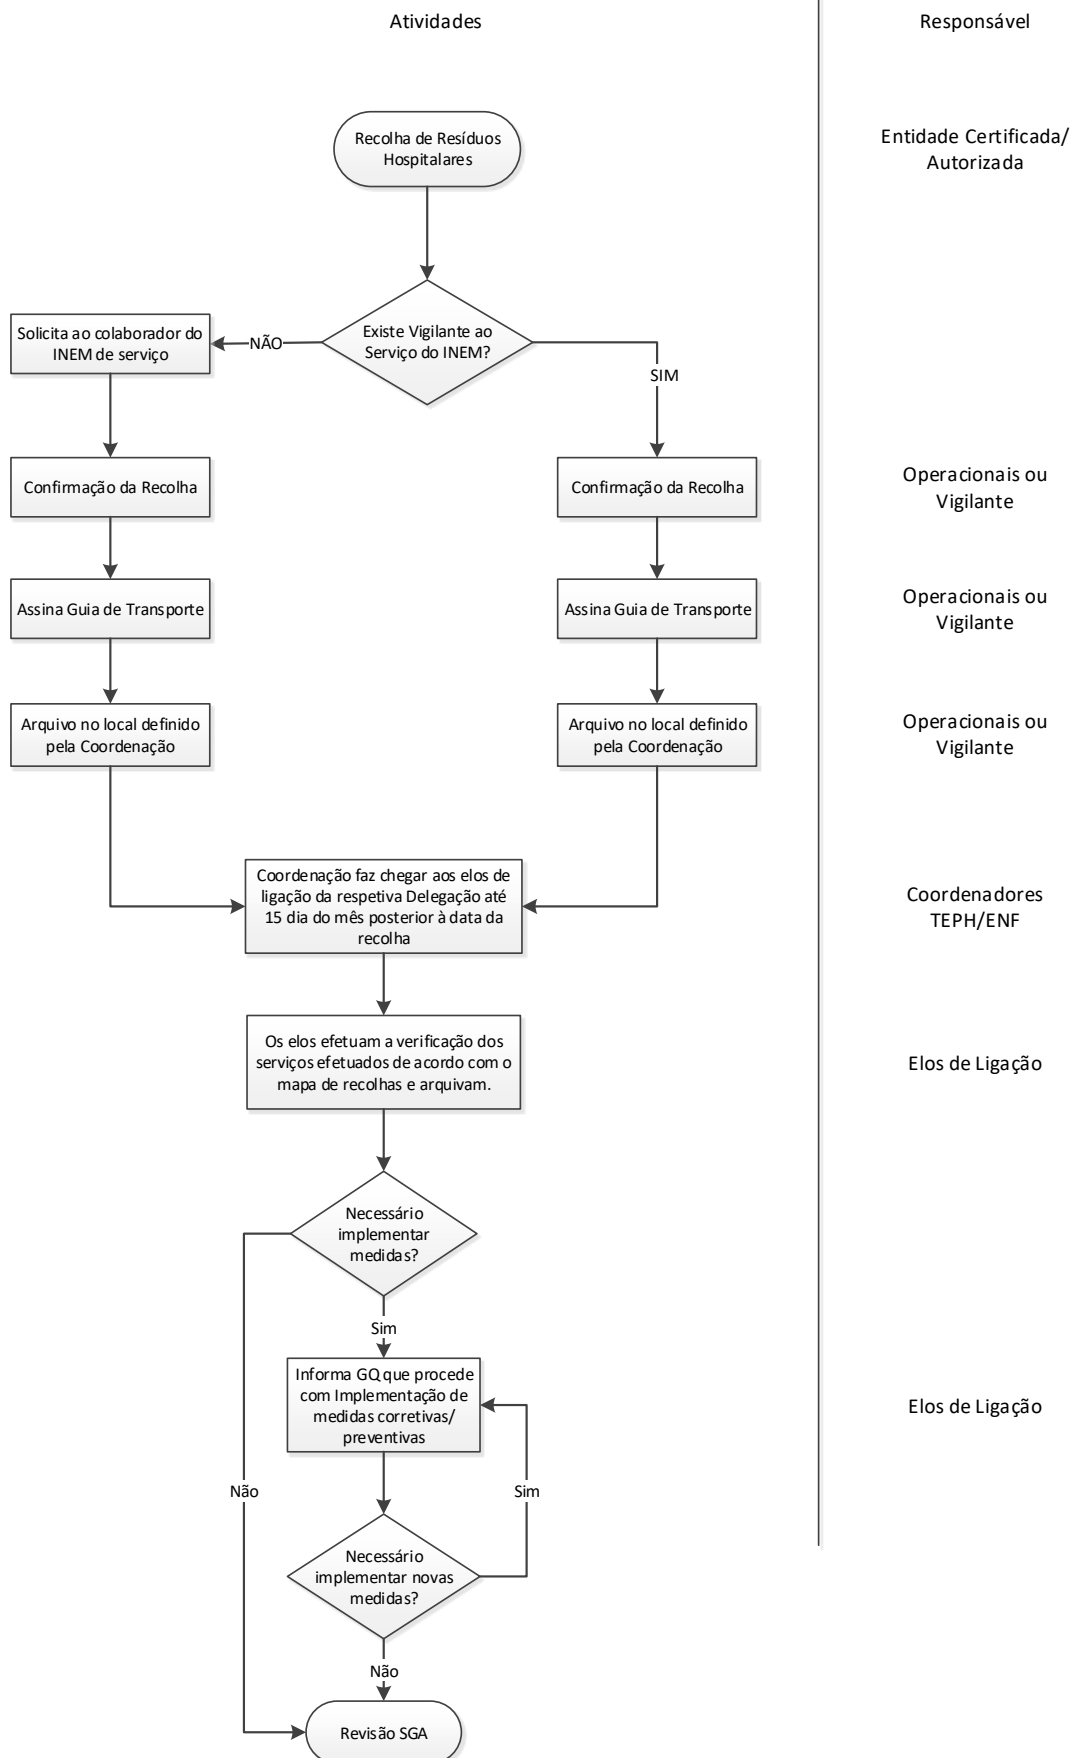 Atividades
Responsável
Recolha de Resíduos
Hospitalares
Entidade Certificada/
Autorizada
Existe Vigilante ao
Serviço do INEM?
NÃO
SIM
Solicita ao colaborador do
INEM de serviço
Confirmação da Recolha
Confirmação da Recolha
Operacionais ou
Vigilante
Assina Guia de Transporte
Assina Guia de Transporte
Operacionais ou
Vigilante
Arquivo no local definido
pela Coordenação
Arquivo no local definido
pela Coordenação
Operacionais ou
Vigilante
Coordenação faz chegar aos elos de
ligação da respetiva Delegação até
15 dia do mês posterior à data da
recolha
Coordenadores
TEPH/ENF
Os elos efetuam a verificação dos
serviços efetuados de acordo com o
mapa de recolhas e arquivam.
Elos de Ligação
Necessário
implementar
medidas?
Sim
Informa GQ que procede
com Implementação de
medidas corretivas/
preventivas
Elos de Ligação
Não
Sim
Necessário
implementar novas
medidas?
Não
Revisão SGA